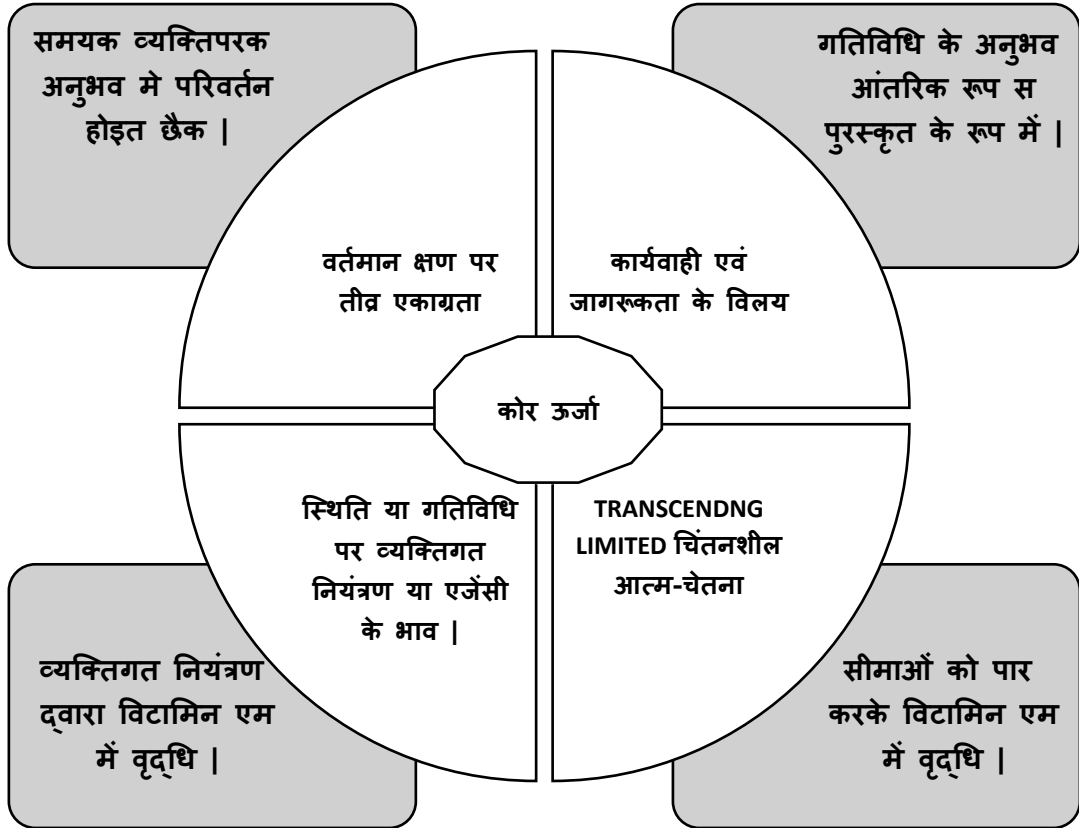 समयक व्यक्तिपरक
अनुभव मे परिवर्तन
होइत छैक |
गतिविधि के अनुभव
आंतरिक रूप स
पुरस्कृत के रूप में |
वर्तमान क्षण पर
तीव्र एकाग्रता
कार्यवाही एवं
जागरूकता के विलय
कोर ऊर्जा
स्थिति या गतिविधि
पर व्यक्तिगत
नियंत्रण या एजेंसी
के भाव |
TRANSCENDNG
LIMITED चिंतनशील
आत्म-चेतना
व्यक्तिगत नियंत्रण
द्वारा विटामिन एम
में वृद्धि |
सीमाओं को पार
करके विटामिन एम
में वृद्धि |